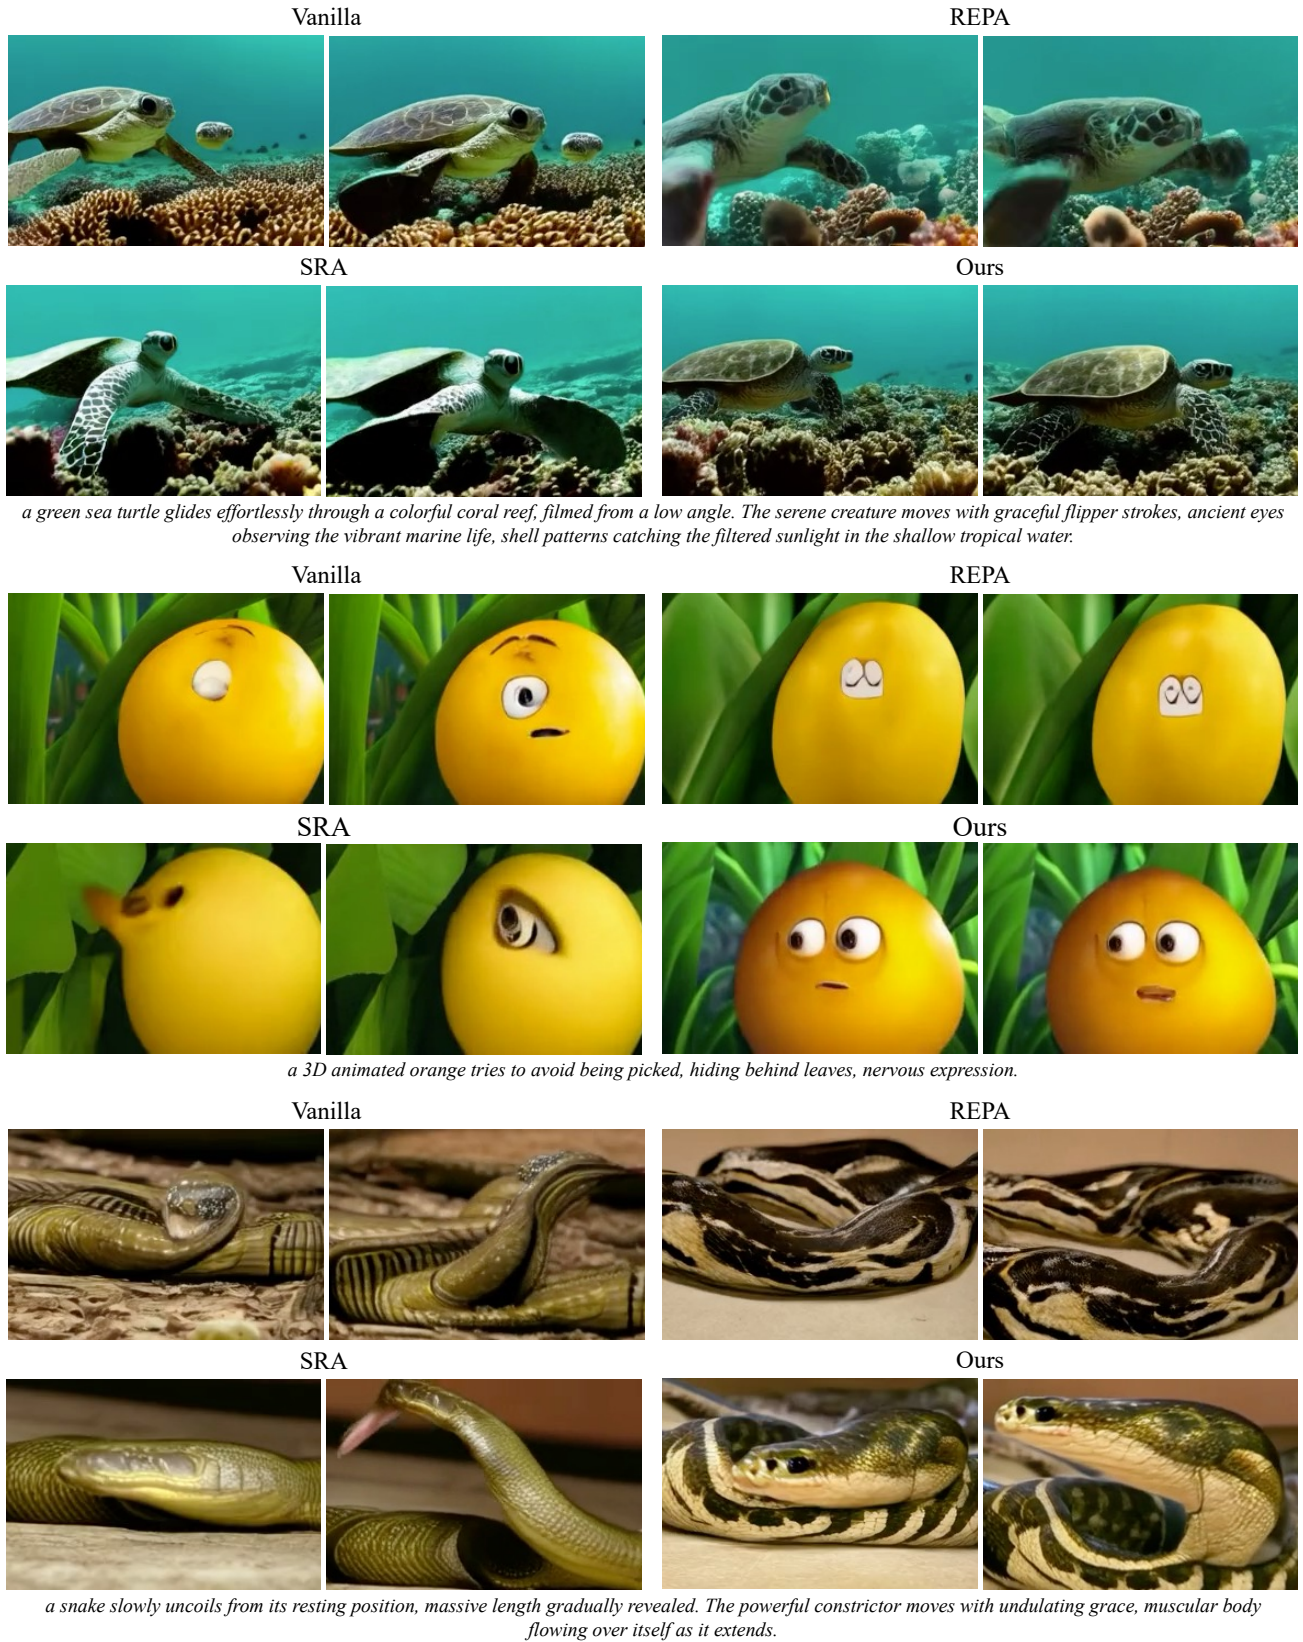 Vanilla
REPA
SRA
Ours
a green sea turtle glides effortlessly through a colorful coral reef, filmed from a low angle. The serene creature moves with graceful flipper strokes, ancient eyes
observing the vibrant marine life, shell patterns catching the filtered sunlight in the shallow tropical water.
Vanilla
REPA
SRA
Ours
a 3D animated orange tries to avoid being picked, hiding behind leaves, nervous expression.
Vanilla
REPA
SRA
Ours
a snake slowly uncoils from its resting position, massive length gradually revealed. The powerful constrictor moves with undulating grace, muscular body
flowing over itself as it extends.